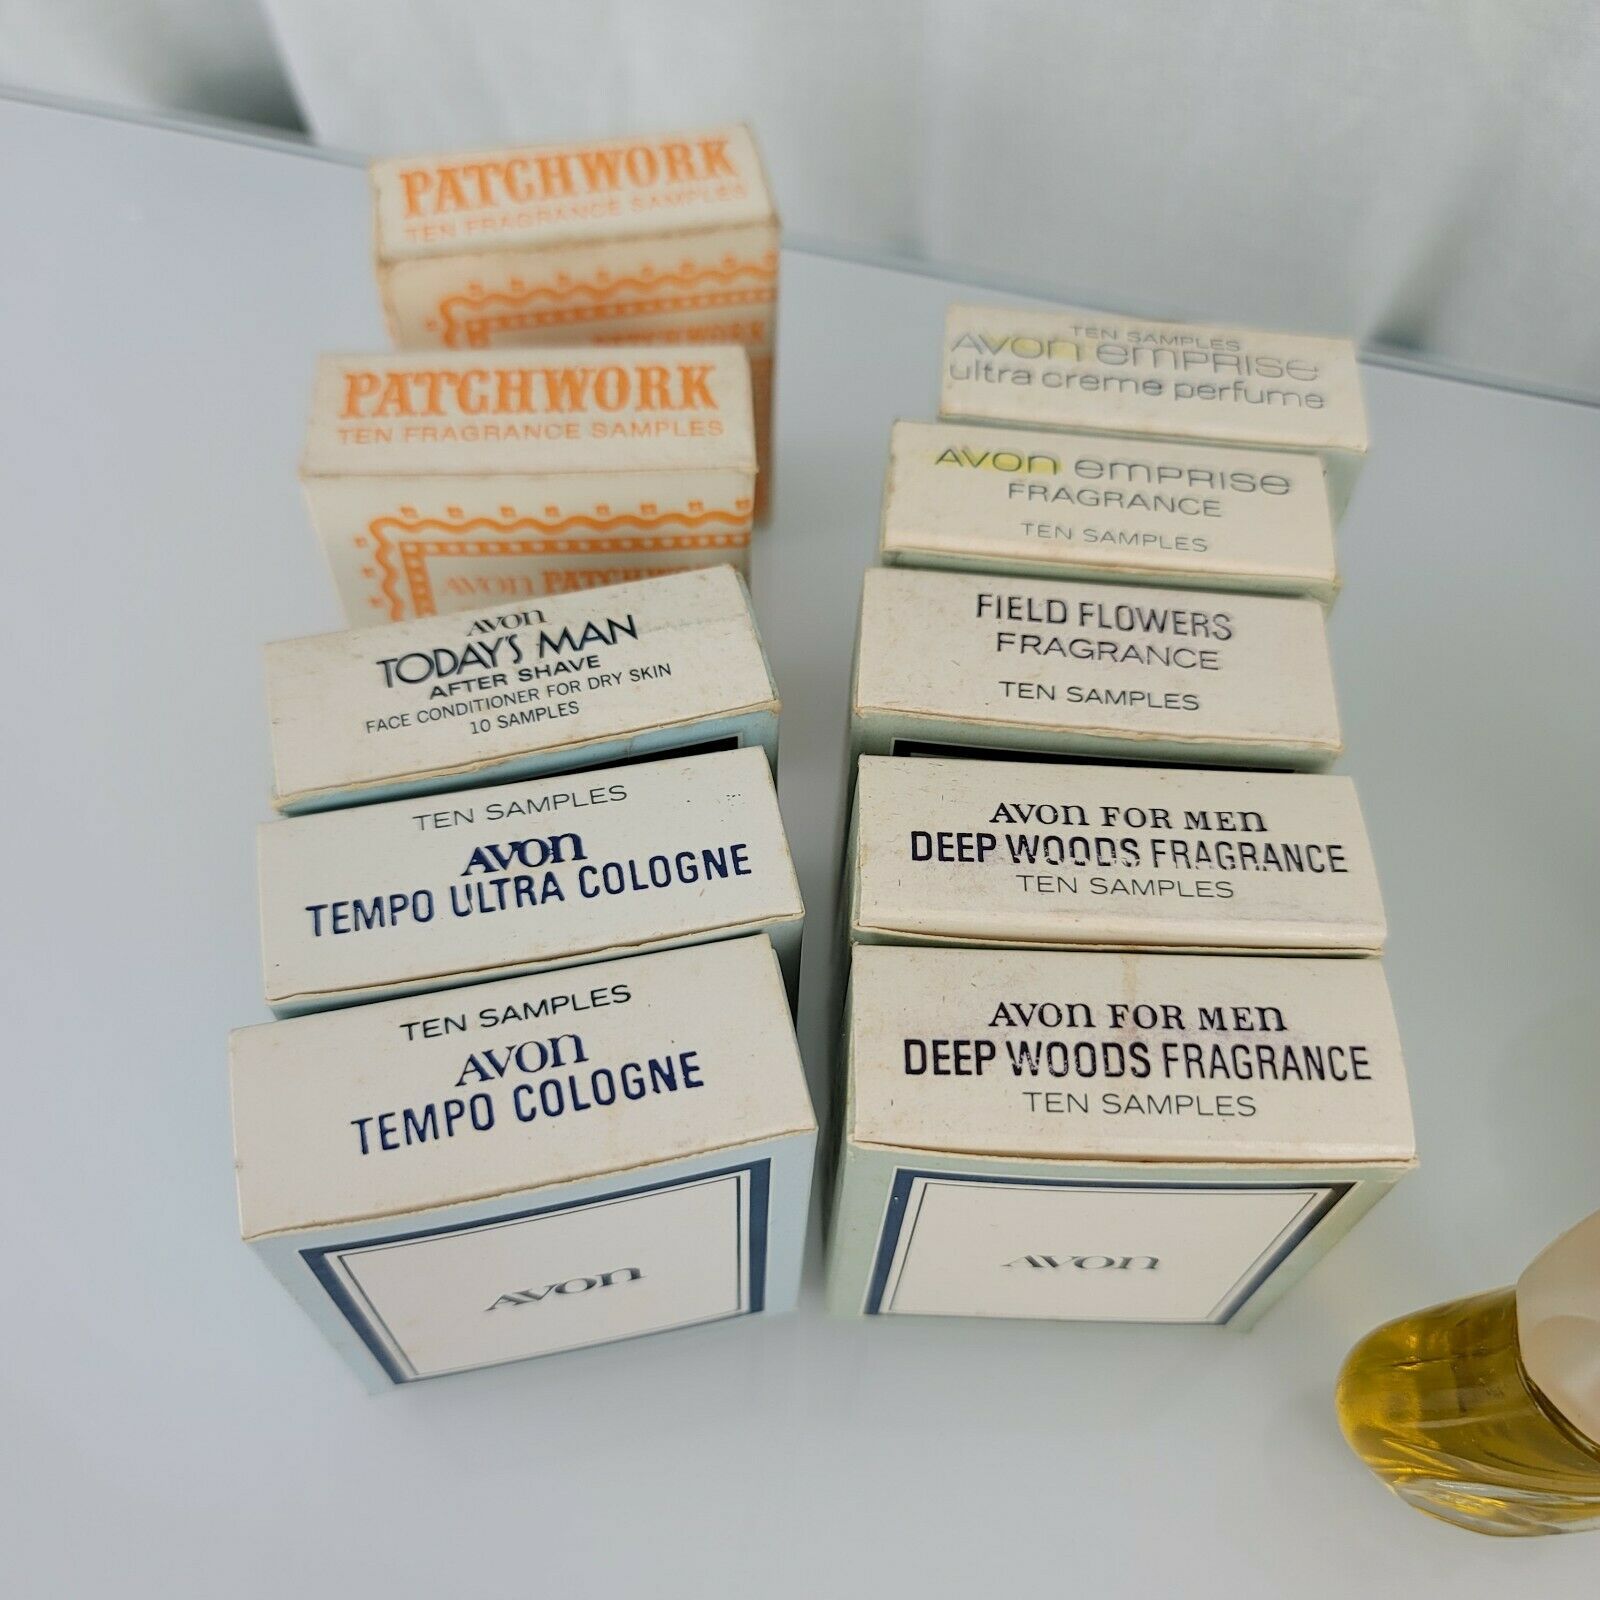 PATCHWORK
TEN FRAGRANCE SAMPLES
PATCHWORK
PATCHWORK
TEN FRAGRANCE SAMPLES
AVON PATCHWORK
AVON
TODAY'S MAN
AFTER SHAVE
FACE CONDITIONER FOR DRY SKIN
10 SAMPLES
TEN SAMPLES
AVON
TEMPO ULTRA COLOGNE
TEN SAMPLES
AVON
TEMPO COLOGNE
AVON
TEN SAMPLES
AVON EMPRISE
ultra creme perfume
AVON EMPRISE
FRAGRANCE
TEN SAMPLES
FIELD FLOWERS
FRAGRANCE
TEN SAMPLES
AVON FOR MEN
DEEP WOODS FRAGRANCE
TEN SAMPLES
AVON FOR MEN
DEEP WOODS FRAGRANCE
TEN SAMPLES
AVON